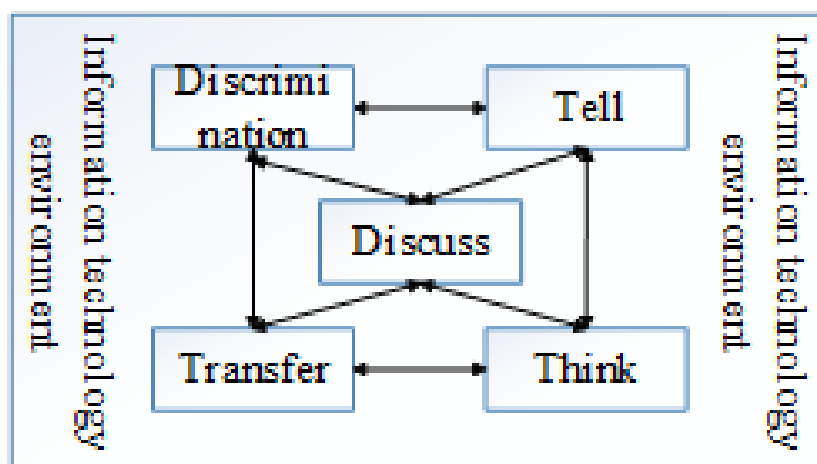 Information technology
environment
Discrimi
nation
Tell
Discuss
Transfer
Think
Information technology
environment